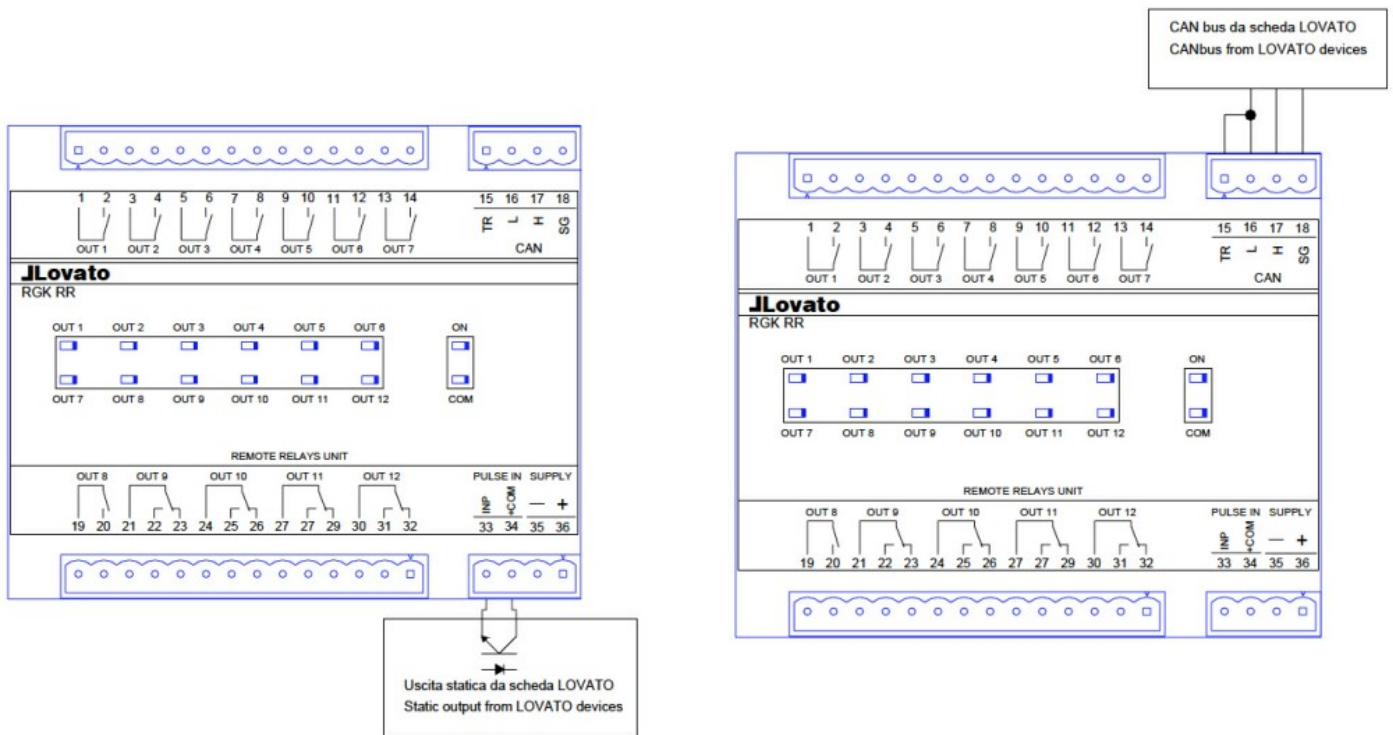 CAN bus da scheda LOVATO
CANbus from LOVATO devices
1 2 3 4 5 6 7 8 9 10 11 12 13 14 15 16 17 18
OUT 1 OUT 2 OUT 3 OUT 4 OUT 5 OUT 6 OUT 7 TR L H SG
CAN
Lovato
RGK RR
OUT 1 OUT 2 OUT 3 OUT 4 OUT 5 OUT 6 ON
OUT 7 OUT 8 OUT 9 OUT 10 OUT 11 OUT 12 COM
REMOTE RELAYS UNIT
OUT 8 OUT 9 OUT 10 OUT 11 OUT 12 PULSE IN SUPPLY
INP +COM — +
19 20 21 22 23 24 25 26 27 27 29 30 31 32 33 34 35 36
Uscita statica da scheda LOVATO
Static output from LOVATO devices
1 2 3 4 5 6 7 8 9 10 11 12 13 14 15 16 17 18
OUT 1 OUT 2 OUT 3 OUT 4 OUT 5 OUT 6 OUT 7 TR L H SG
CAN
Lovato
RGK RR
OUT 1 OUT 2 OUT 3 OUT 4 OUT 5 OUT 6 ON
OUT 7 OUT 8 OUT 9 OUT 10 OUT 11 OUT 12 COM
REMOTE RELAYS UNIT
OUT 8 OUT 9 OUT 10 OUT 11 OUT 12 PULSE IN SUPPLY
INP +COM — +
19 20 21 22 23 24 25 26 27 27 29 30 31 32 33 34 35 36